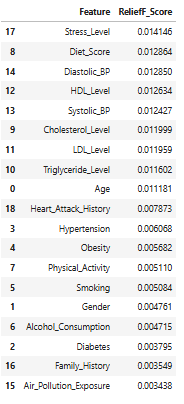 Feature ReliefF_Score
17 Stress_Level 0.014146
8 Diet_Score 0.012864
14 Diastolic_BP 0.012850
12 HDL_Level 0.012634
13 Systolic_BP 0.012427
9 Cholesterol_Level 0.011999
11 LDL_Level 0.011959
10 Triglyceride_Level 0.011602
0 Age 0.011181
18 Heart_Attack_History 0.007873
3 Hypertension 0.006068
4 Obesity 0.005682
7 Physical_Activity 0.005110
5 Smoking 0.005084
1 Gender 0.004761
6 Alcohol_Consumption 0.004715
2 Diabetes 0.003795
16 Family_History 0.003549
15 Air_Pollution_Exposure 0.003438